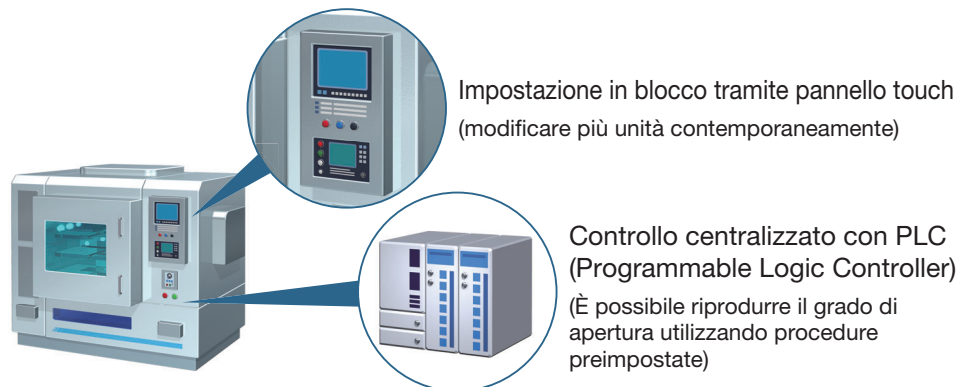 Impostazione in blocco tramite pannello touch
(modificare più unità contemporaneamente)
Controllo centralizzato con PLC
(Programmable Logic Controller)
(È possibile riprodurre il grado di
apertura utilizzando procedure
preimpostate)